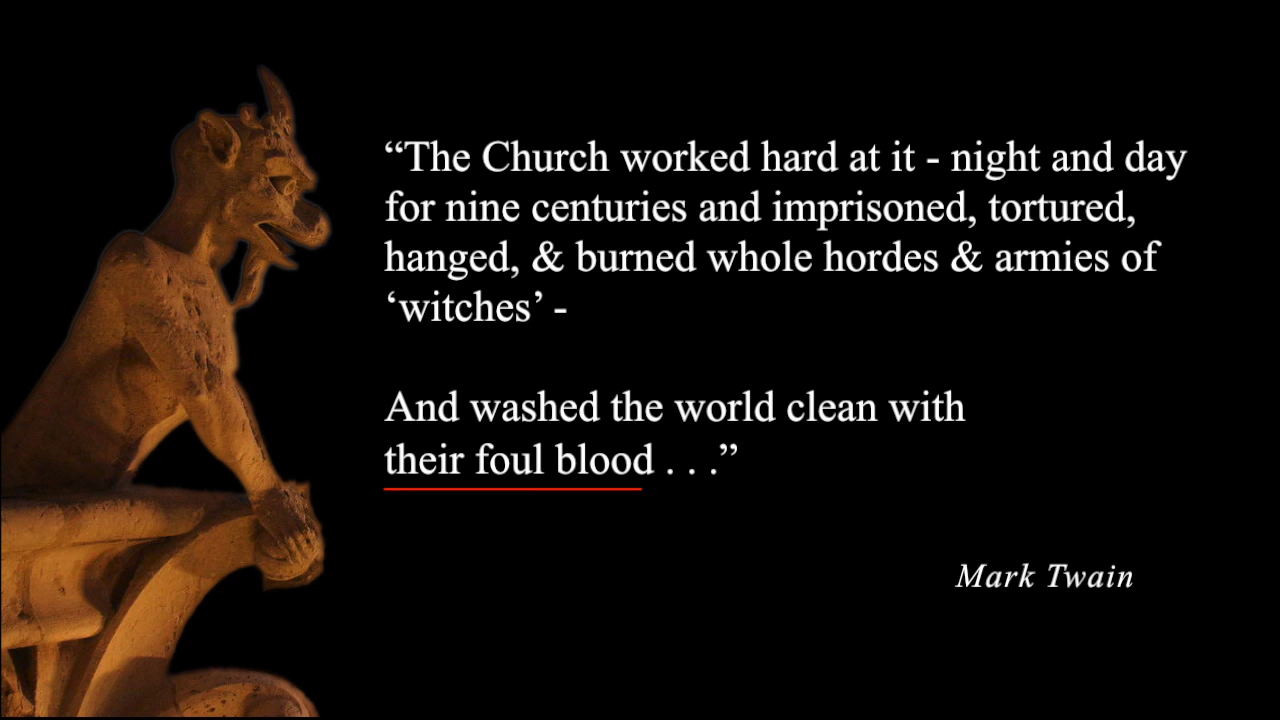 “The Church worked hard at it - night and day
for nine centuries and imprisoned, tortured,
hanged, & burned whole hordes & armies of
‘witches’ -
And washed the world clean with
their foul blood . . .”
Mark Twain